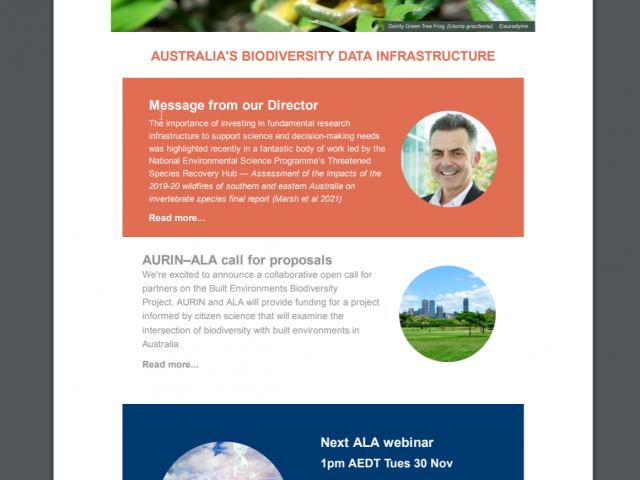 Dainty Green Tree Frog (Litoria gracilenta) ©auradyme
AUSTRALIA'S BIODIVERSITY DATA INFRASTRUCTURE
Message from our Director
The importance of investing in fundamental research
infrastructure to support science and decision-making needs
was highlighted recently in a fantastic body of work led by the
National Environmental Science Programme's Threatened
Species Recovery Hub — Assessment of the impacts of the
2019-20 wildfires of southern and eastern Australia on
invertebrate species final report (Marsh et al 2021)
Read more...
AURIN–ALA call for proposals
We're excited to announce a collaborative open call for
partners on the Built Environments Biodiversity
Project. AURIN and ALA will provide funding for a project
informed by citizen science that will examine the
intersection of biodiversity with built environments in
Australia.
Read more...
Next ALA webinar
1pm AEDT Tues 30 Nov